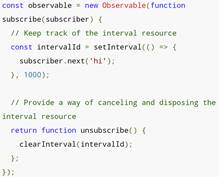 const observable = new Observable(function
subscribe(subscriber) {
  // Keep track of the interval resource
  const intervalId = setInterval(() => {
    subscriber.next('hi');
  }, 1000);
  // Provide a way of canceling and disposing the
interval resource
  return function unsubscribe() {
    clearInterval(intervalId);
  };
});